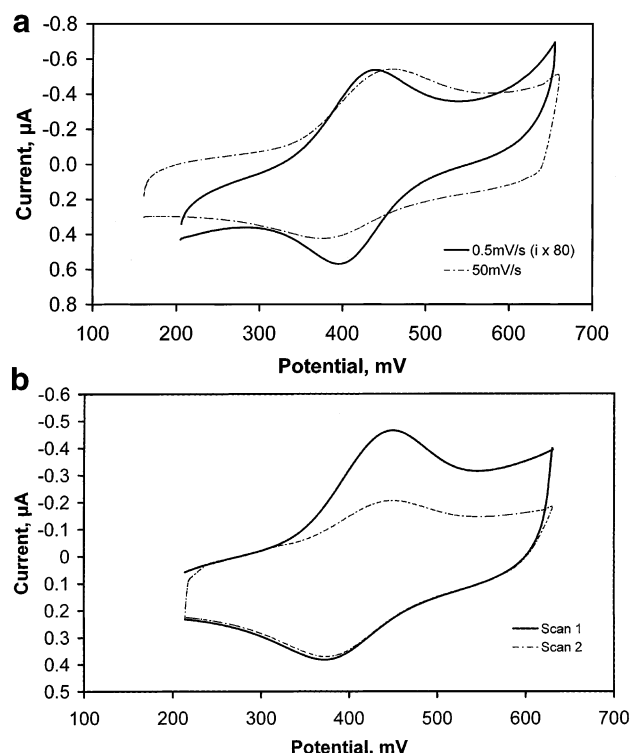 a
-0.8
-0.6
-0.4
-0.2
0.0
0.2
0.4
0.6
0.8
Current, µA
0.5mV/s (i x 80)
50mV/s
100 200 300 400 500 600 700
Potential, mV
b
-0.6
-0.5
-0.4
-0.3
-0.2
-0.1
0
0.1
0.2
0.3
0.4
0.5
Current, µA
Scan 1
Scan 2
100 200 300 400 500 600 700
Potential, mV